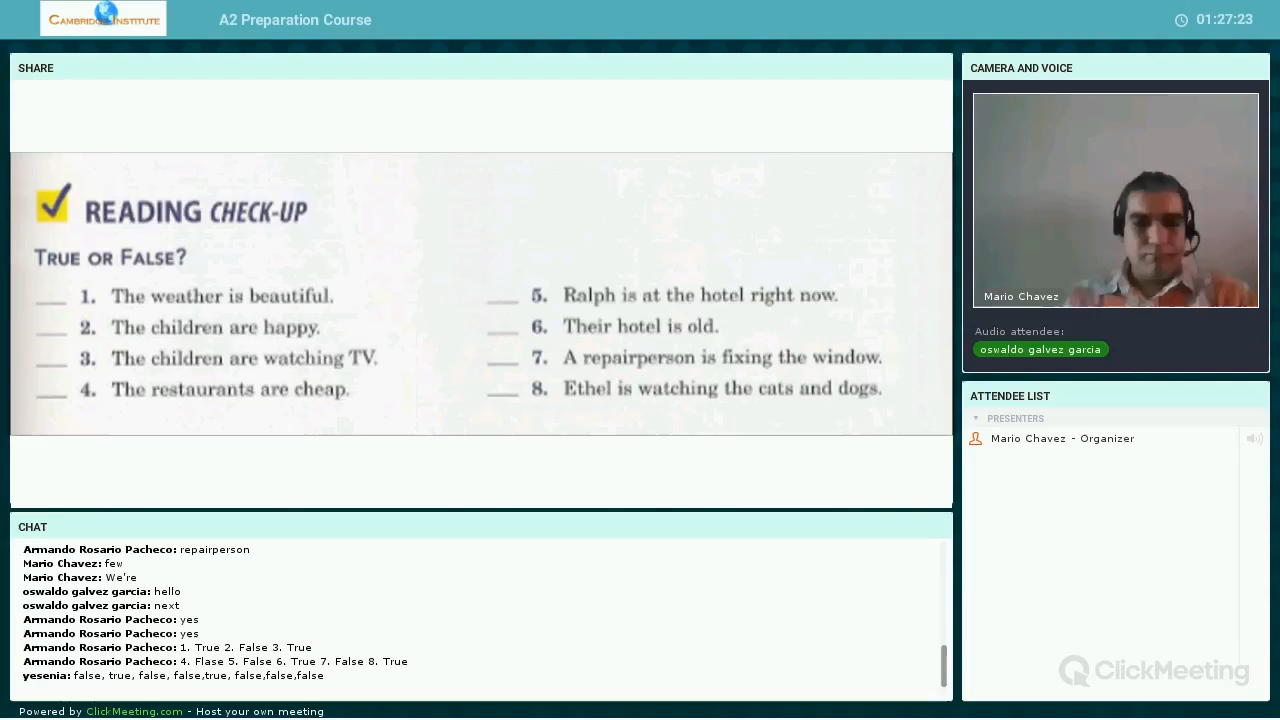 CAMBRIDGE INSTITUTE
A2 Preparation Course
01:27:23
SHARE
READING CHECK-UP
TRUE OR FALSE?
1. The weather is beautiful.
2. The children are happy.
3. The children are watching TV.
4. The restaurants are cheap.
5. Ralph is at the hotel right now.
6. Their hotel is old.
7. A repairperson is fixing the window.
8. Ethel is watching the cats and dogs.
CAMERA AND VOICE
Mario Chavez
Audio attendee:
oswaldo galvez garcia
ATTENDEE LIST
PRESENTERS
Mario Chavez - Organizer
CHAT
Armando Rosario Pacheco: repairperson
Mario Chavez: few
Mario Chavez: We're
oswaldo galvez garcia: hello
oswaldo galvez garcia: next
Armando Rosario Pacheco: yes
Armando Rosario Pacheco: yes
Armando Rosario Pacheco: 1. True 2. False 3. True
Armando Rosario Pacheco: 4. Flase 5. False 6. True 7. False 8. True
yesenia: false, true, false, false,true, false,false,false
ClickMeeting
Powered by ClickMeeting.com - Host your own meeting